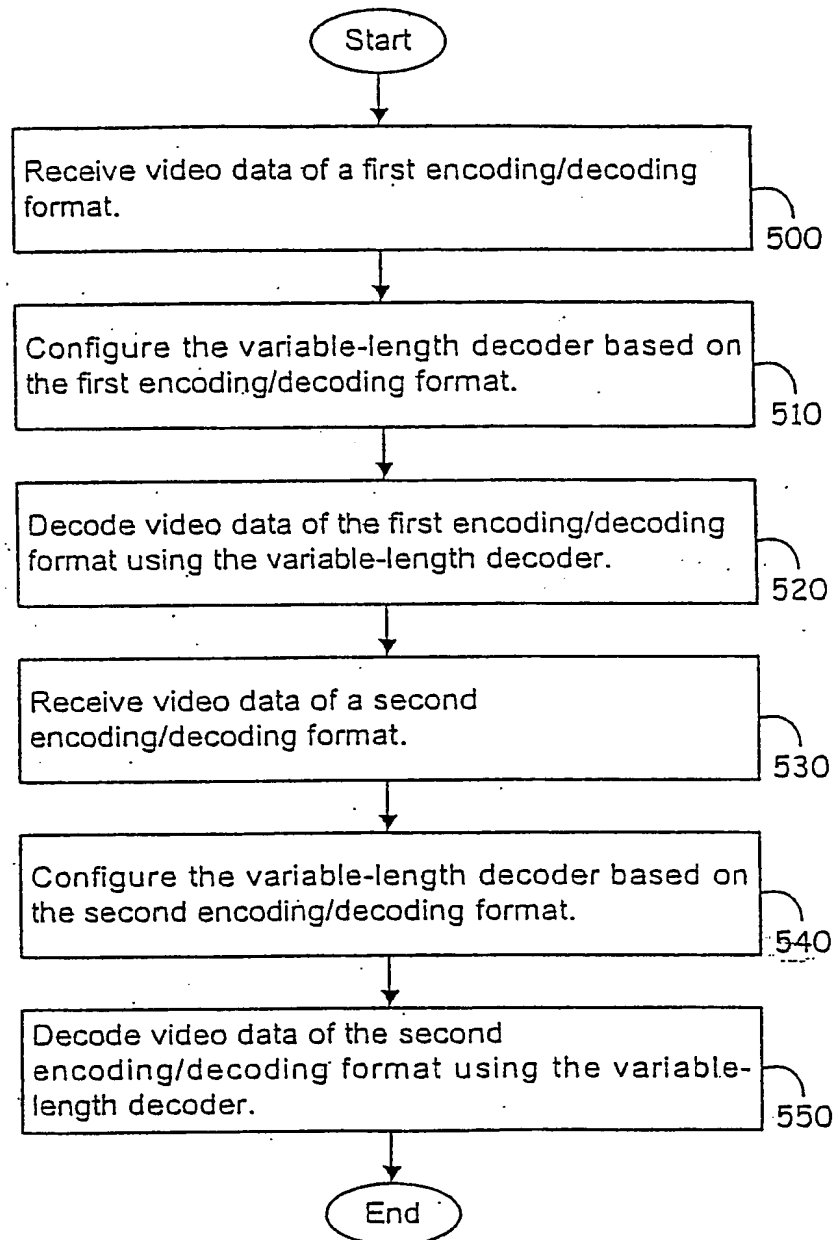 Start
Receive video data of a first encoding/decoding
format.
500
Configure the variable-length decoder based on
the first encoding/decoding format.
510
Decode video data of the first encoding/decoding
format using the variable-length decoder.
520
Receive video data of a second
encoding/decoding format.
530
Configure the variable-length decoder based on
the second encoding/decoding format.
540
Decode video data of the second
encoding/decoding format using the variable-
length decoder.
550
End